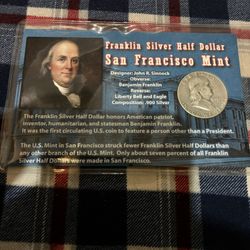 Franklin Silver Half Dollar
San Francisco Mint
Designer: John R. Sinnock
Obverse:
Benjamin Franklin
Reverse:
Liberty Bell and Eagle
Composition: .900 Silver
The Franklin Silver Half Dollar honors American patriot,
inventor, humanitarian, and statesman Benjamin Franklin.
It was the first circulating U.S. coin to feature a person other than a President.
The U.S. Mint in San Francisco struck fewer Franklin Silver Half Dollars than
any other branch of the U.S. Mint. Only about seven percent of all Franklin
Silver Half Dollars were made in San Francisco.